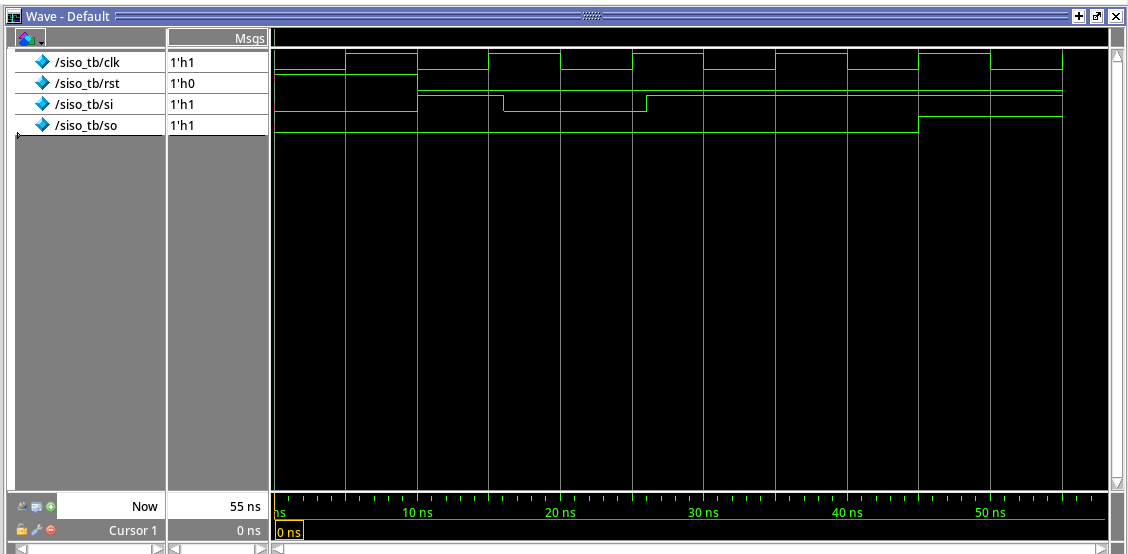 Wave - Default
Msgs
/siso_tb/clk 1'h1
/siso_tb/rst 1'h0
/siso_tb/si 1'h1
/siso_tb/so 1'h1
Now 55 ns ns 10 ns 20 ns 30 ns 40 ns 50 ns
Cursor 1 0 ns 0 ns